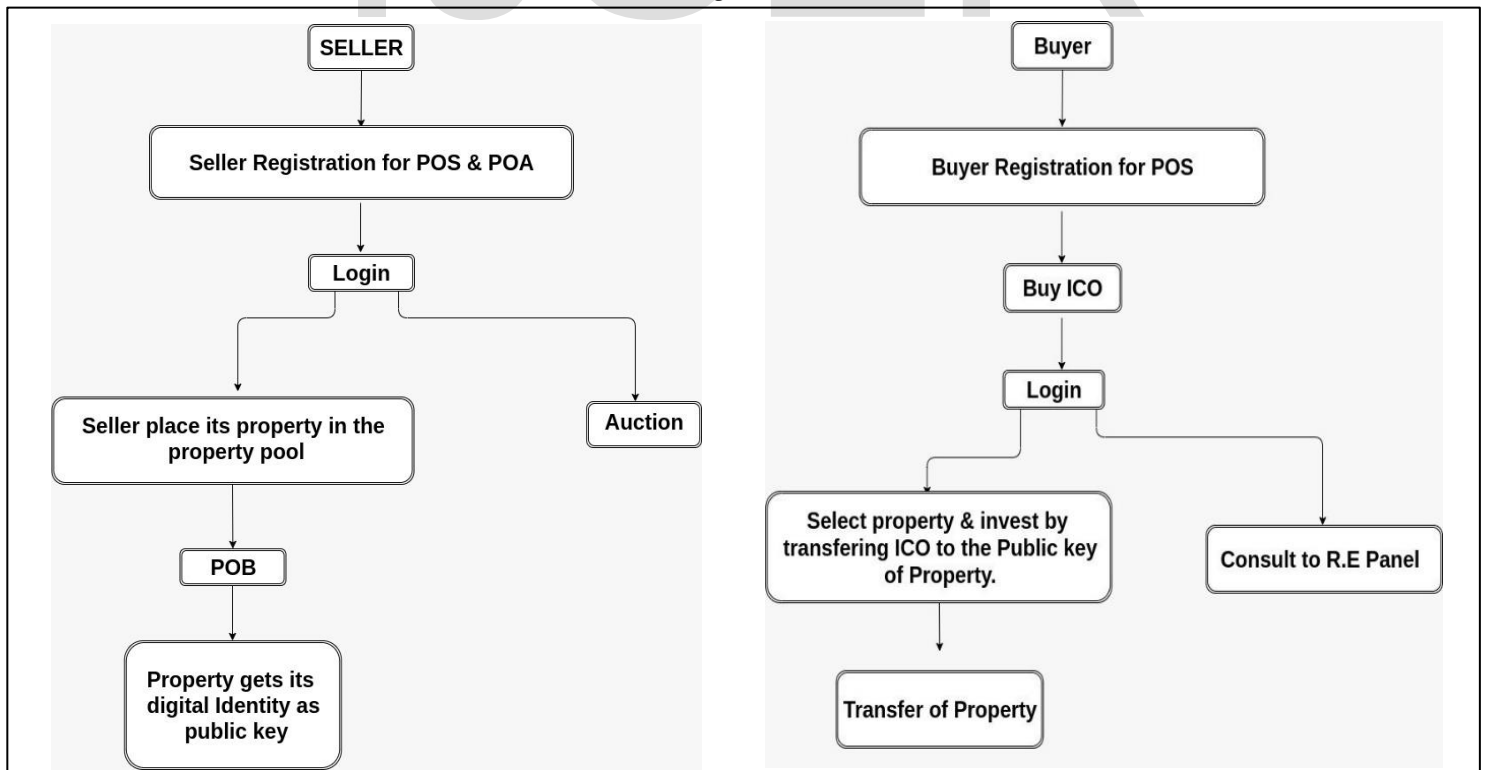 SELLER
Seller Registration for POS & POA
Login
Seller place its property in the
property pool
Auction
POB
Property gets its
digital Identity as
public key
Buyer
Buyer Registration for POS
Buy ICO
Login
Select property & invest by
transfering ICO to the Public key
of Property.
Consult to R.E Panel
Transfer of Property